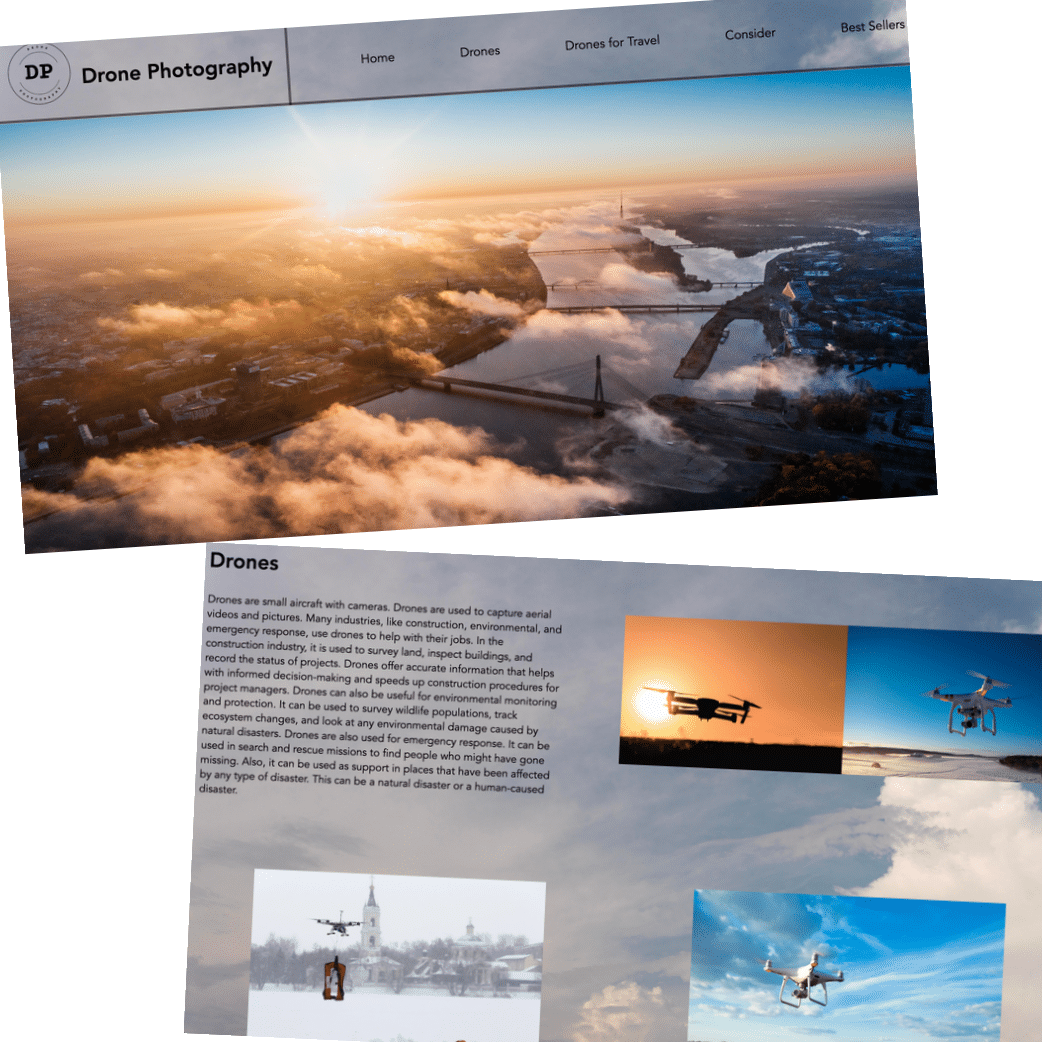 DP
Drone Photography
Home
Drones
Drones for Travel
Consider
Best Sellers
Drones
Drones are small aircraft with cameras. Drones are used to capture aerial
videos and pictures. Many industries, like construction, environmental, and
emergency response, use drones to help with their jobs. In the
construction industry, it is used to survey land, inspect buildings, and
record the status of projects. Drones offer accurate information that helps
with informed decision-making and speeds up construction procedures for
project managers. Drones can also be useful for environmental monitoring
and protection. It can be used to survey wildlife populations, track
ecosystem changes, and look at any environmental damage caused by
natural disasters. Drones are also used for emergency response. It can be
used in search and rescue missions to find people who might have gone
missing. Also, it can be used as support in places that have been affected
by any type of disaster. This can be a natural disaster or a human-caused
disaster.